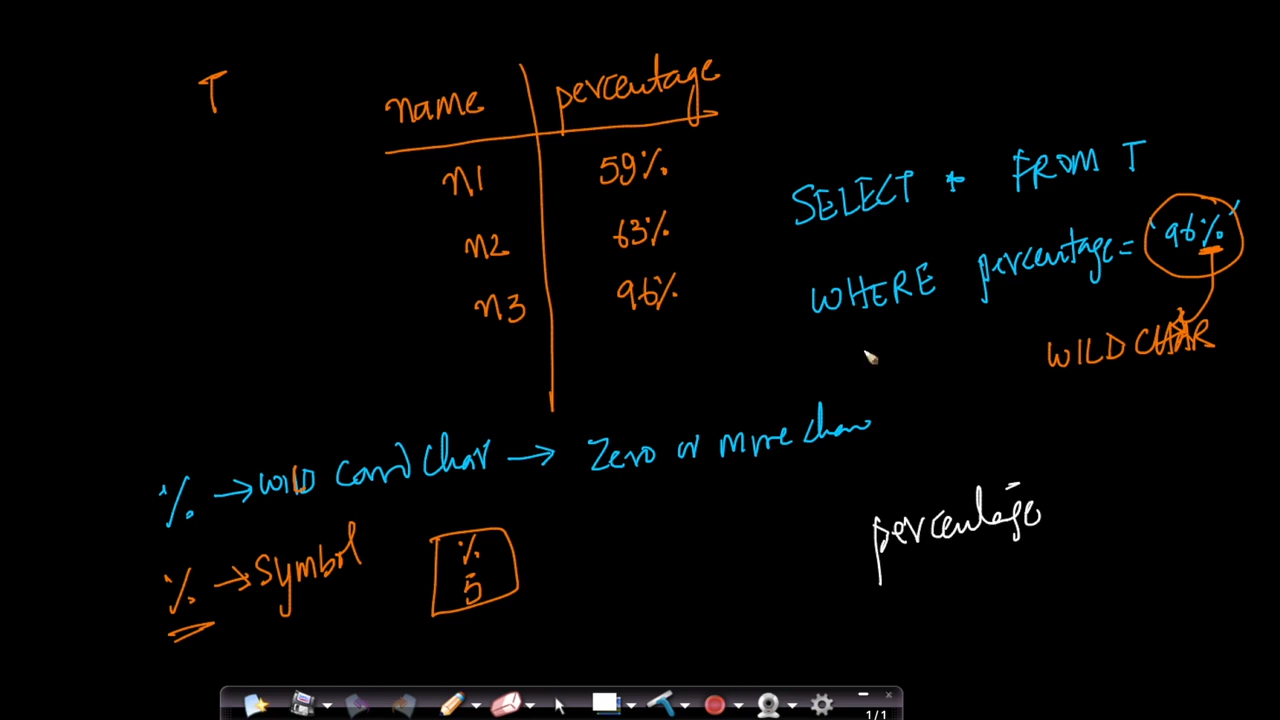 T
name percentage
n1 59%
n2 63%
n3 96%
SELECT * FROM T
WHERE percentage = '96%'
WILD CHAR
% → WILD Card Char → Zero or more char
% → Symbol
%
5
percentage
1/1